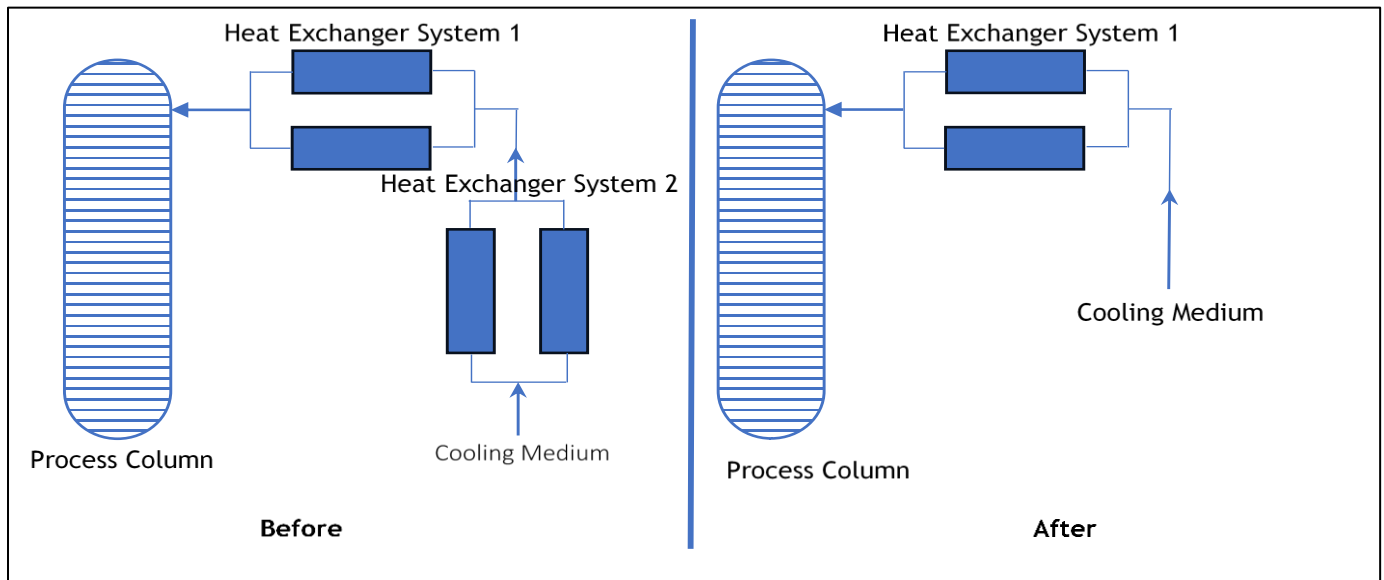 Heat Exchanger System 1
Heat Exchanger System 2
Cooling Medium
Process Column
Before
Heat Exchanger System 1
Cooling Medium
Process Column
After